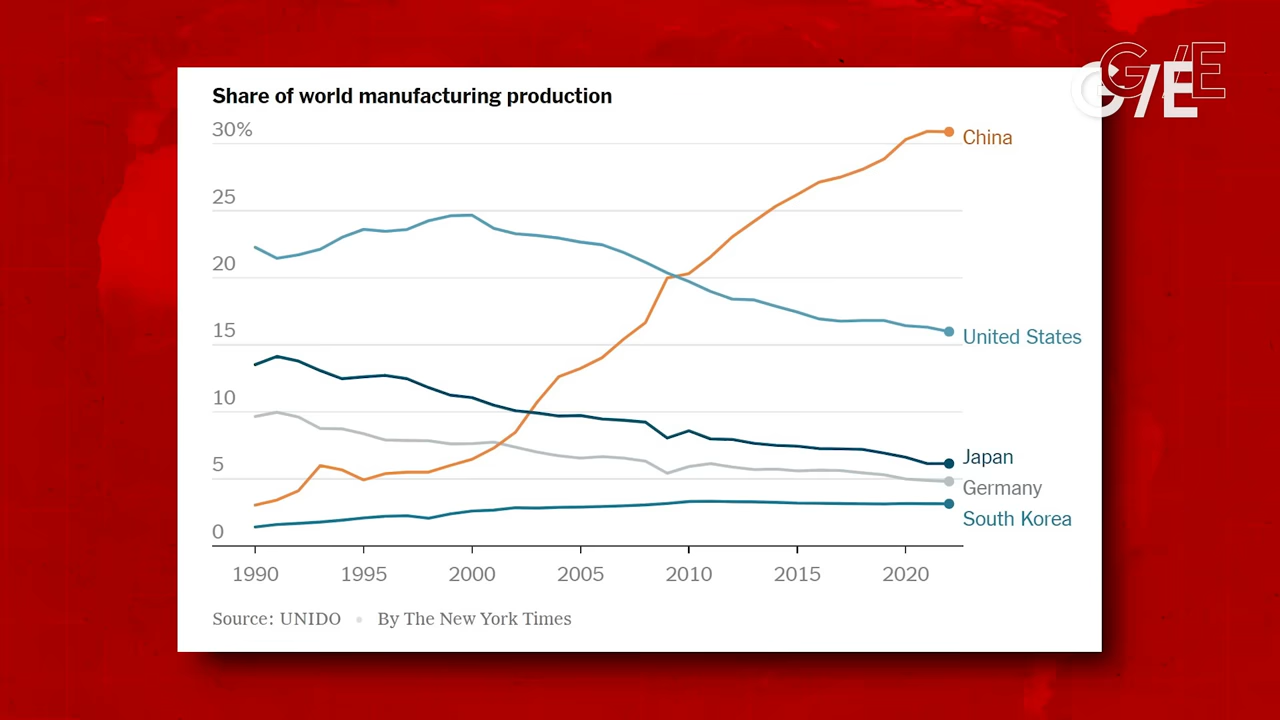 G/E
G/E
Share of world manufacturing production
30%
China
25
20
15
United States
10
Japan
5
Germany
South Korea
0
1990 1995 2000 2005 2010 2015 2020
Source: UNIDO • By The New York Times